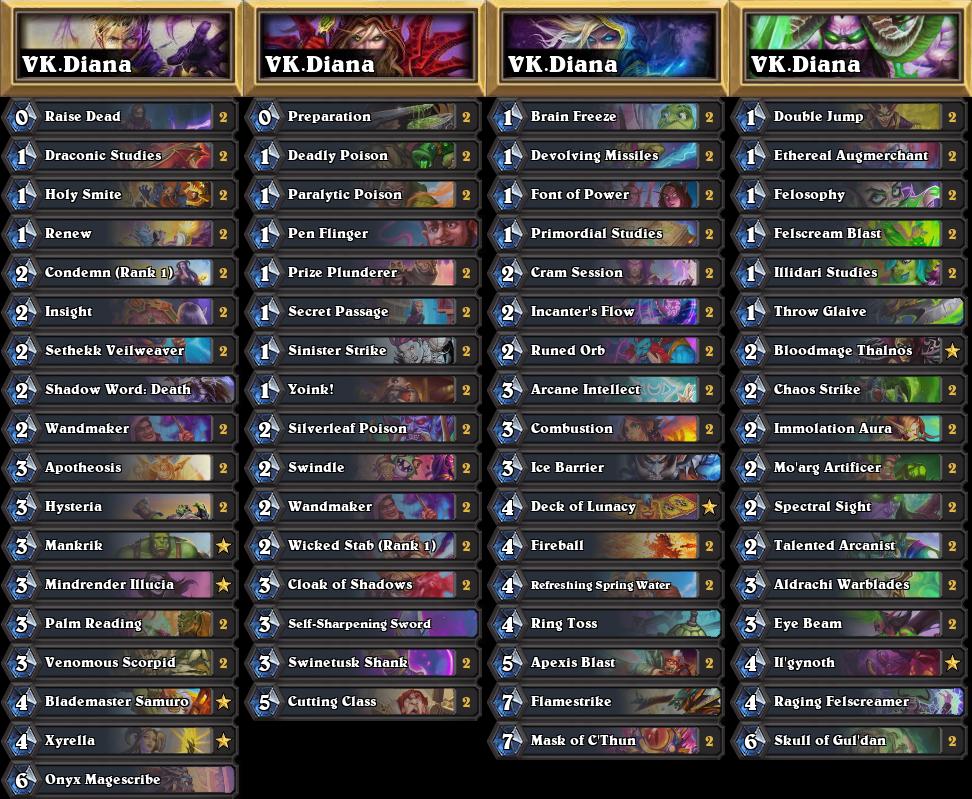 VK.Diana
0 Raise Dead 2
1 Draconic Studies 2
1 Holy Smite 2
1 Renew 2
2 Condemn (Rank 1) 2
2 Insight 2
2 Sethekk Veilweaver 2
2 Shadow Word: Death
2 Wandmaker 2
3 Apotheosis 2
3 Hysteria 2
3 Mankrik
3 Mindrender Illucia
3 Palm Reading 2
3 Venomous Scorpid 2
4 Blademaster Samuro
4 Xyrella
6 Onyx Magescribe
VK.Diana
0 Preparation 2
1 Deadly Poison 2
1 Paralytic Poison 2
1 Pen Flinger
1 Prize Plunderer 2
1 Secret Passage 2
1 Sinister Strike 2
1 Yoink! 2
2 Silverleaf Poison 2
2 Swindle 2
2 Wandmaker 2
2 Wicked Stab (Rank 1) 2
3 Cloak of Shadows 2
3 Self-Sharpening Sword
3 Swinetusk Shank 2
5 Cutting Class 2
VK.Diana
1 Brain Freeze 2
1 Devolving Missiles 2
1 Font of Power 2
1 Primordial Studies 2
2 Cram Session 2
2 Incanter's Flow 2
2 Runed Orb 2
3 Arcane Intellect 2
3 Combustion 2
3 Ice Barrier
4 Deck of Lunacy
4 Fireball 2
4 Refreshing Spring Water 2
4 Ring Toss
5 Apexis Blast 2
7 Flamestrike
7 Mask of C'Thun 2
VK.Diana
1 Double Jump 2
1 Ethereal Augmerchant 2
1 Felosophy 2
1 Felscream Blast 2
1 Illidari Studies 2
1 Throw Glaive
2 Bloodmage Thalnos
2 Chaos Strike 2
2 Immolation Aura 2
2 Mo'arg Artificer 2
2 Spectral Sight 2
2 Talented Arcanist 2
3 Aldrachi Warblades 2
3 Eye Beam 2
4 Il'gynoth
4 Raging Felscreamer
6 Skull of Gul'dan 2